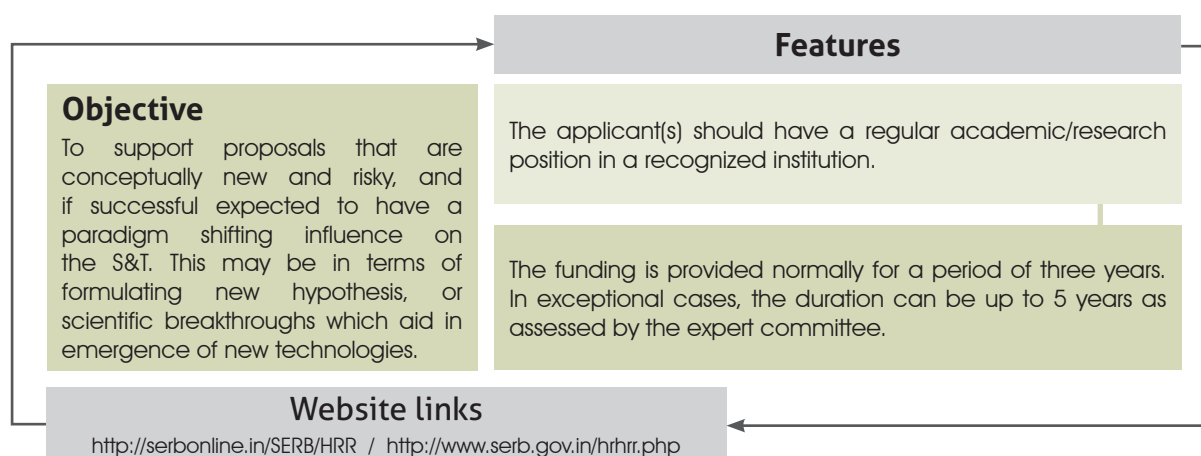 Features
Objective
To support proposals that are
conceptually new and risky, and
if successful expected to have a
paradigm shifting influence on
the S&T. This may be in terms of
formulating new hypothesis, or
scientific breakthroughs which aid in
emergence of new technologies.
The applicant(s) should have a regular academic/research
position in a recognized institution.
The funding is provided normally for a period of three years.
In exceptional cases, the duration can be up to 5 years as
assessed by the expert committee.
Website links
http://serbonline.in/SERB/HRR / http://www.serb.gov.in/hrhrr.php